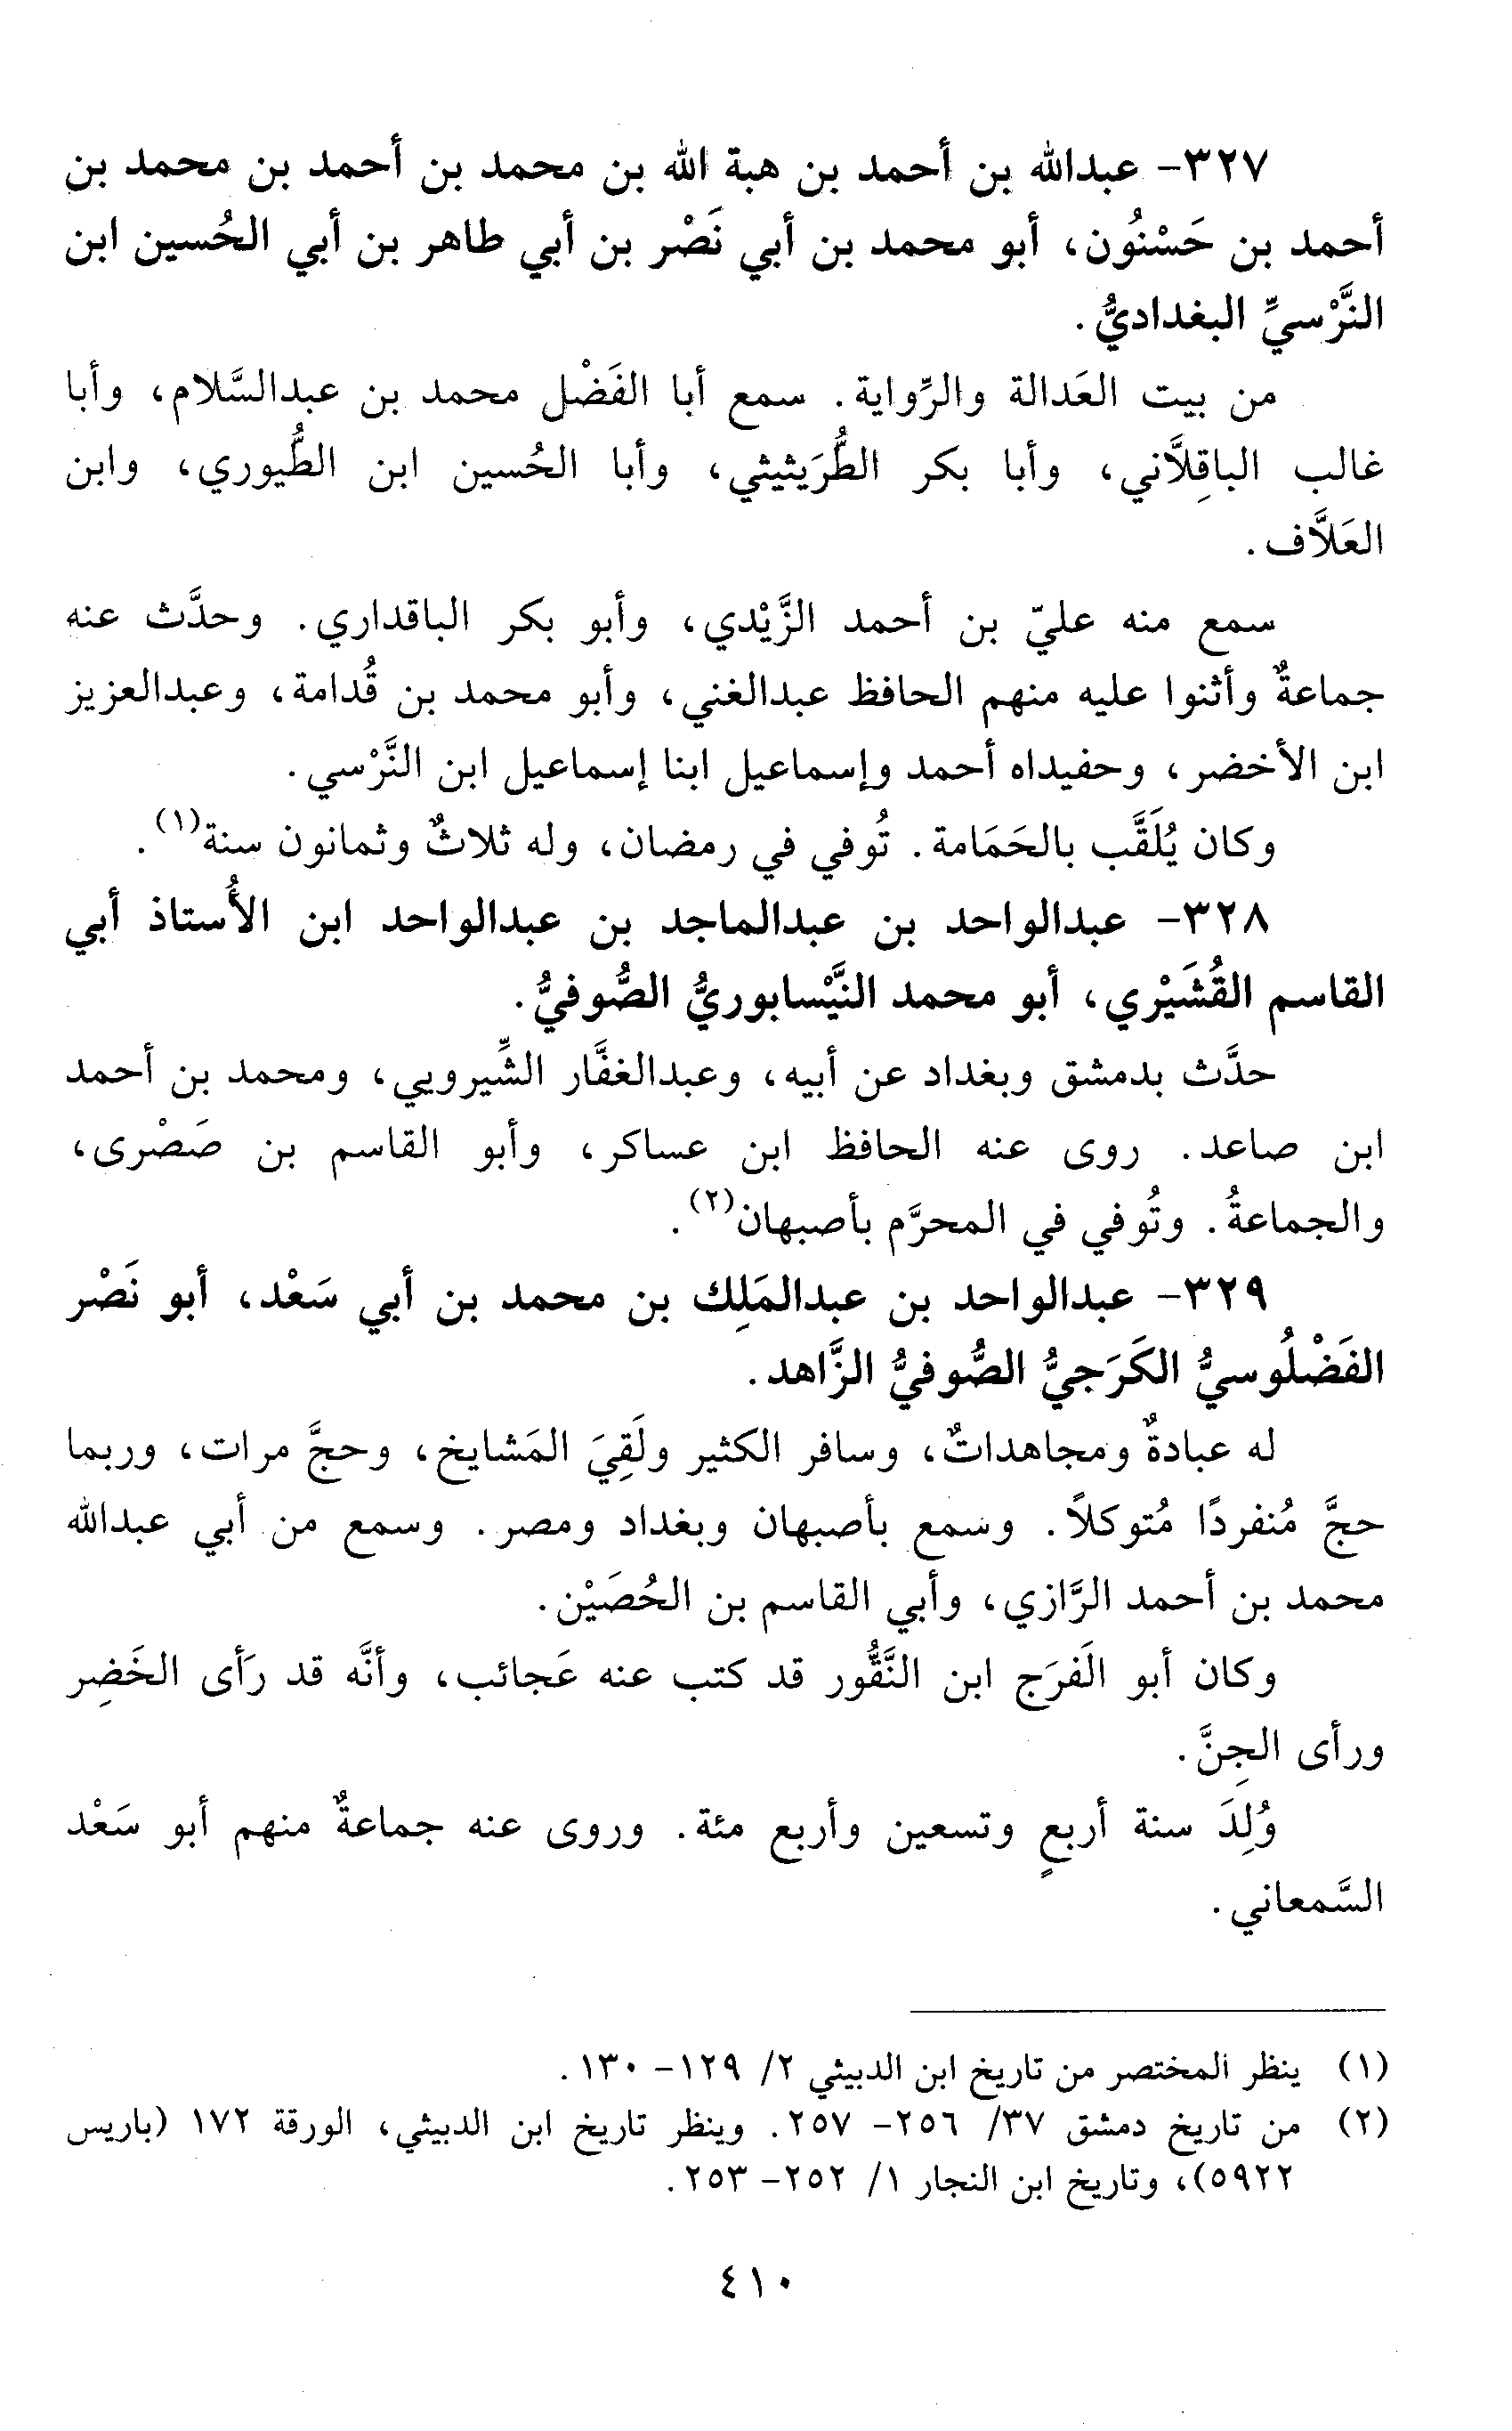 ٣٢٧- عبدالله بن أحمد بن هبة الله بن محمد بن أحمد بن محمد بن
أحمد بن حَسْنُون، أبو محمد بن أبي نَصْر بن أبي طاهر بن أبي الحُسين ابن
النَّرْسيِّ البغداديُّ.
من بيت العَدالة والرِّواية. سمع أبا الفَضْل محمد بن عبدالسَّلام، وأبا
غالب الباقِلاَّني، وأبا بكر الطُّرَيثيثي، وأبا الحُسين ابن الطُّيوري، وابن
العَلاَّف.
سمع منه عليّ بن أحمد الزَّيْدي، وأبو بكر الباقداري. وحدَّث عنه
جماعةٌ وأثنوا عليه منهم الحافظ عبدالغني، وأبو محمد بن قُدامة، وعبدالعزيز
ابن الأخضر، وحفيداه أحمد وإسماعيل ابنا إسماعيل ابن النَّرْسي.
وكان يُلَقَّب بالحَمَامة. تُوفي في رمضان، وله ثلاثٌ وثمانون سنة(١).
٣٢٨- عبدالواحد بن عبدالماجد بن عبدالواحد ابن الأُستاذ أبي
القاسم القُشَيْري، أبو محمد النَّيْسابوريُّ الصُّوفيُّ.
حدَّث بدمشق وبغداد عن أبيه، وعبدالغفَّار الشِّيرويي، ومحمد بن أحمد
ابن صاعد. روى عنه الحافظ ابن عساكر، وأبو القاسم بن صَصْرى،
والجماعةُ. وتُوفي في المحرَّم بأصبهان(٢).
٣٢٩- عبدالواحد بن عبدالمَلِك بن محمد بن أبي سَعْد، أبو نَصْر
الفَضْلُوسيُّ الكَرَجيُّ الصُّوفيُّ الزَّاهد.
له عبادةٌ ومجاهداتٌ، وسافر الكثير ولَقِيَ المَشايخ، وحجَّ مرات، وربما
حجَّ مُنفردًا مُتوكلاً. وسمع بأصبهان وبغداد ومصر. وسمع من أبي عبدالله
محمد بن أحمد الرَّازي، وأبي القاسم بن الحُصَيْن.
وكان أبو الفَرَج ابن النَّقُّور قد كتب عنه عَجائب، وأنَّه قد رَأى الخَضِر
ورأى الجِنَّ.
وُلِدَ سنة أربعٍ وتسعين وأربع مئة. وروى عنه جماعةٌ منهم أبو سَعْد
السَّمعاني.
(١) ينظر المختصر من تاريخ ابن الدبيثي ٢/ ١٢٩ - ١٣٠.
(٢) من تاريخ دمشق ٣٧/ ٢٥٦ - ٢٥٧. وينظر تاريخ ابن الدبيثي، الورقة ١٧٢ (باريس
٥٩٢٢)، وتاريخ ابن النجار ١/ ٢٥٢ - ٢٥٣.
٤١٠